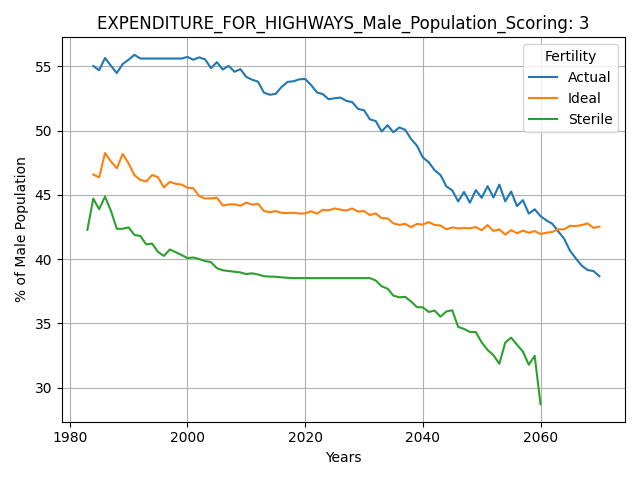 EXPENDITURE_FOR_HIGHWAYS_Male_Population_Scoring: 3
Fertility
Actual
Ideal
Sterile
% of Male Population
55
50
45
40
35
30
1980
2000
2020
2040
2060
Years